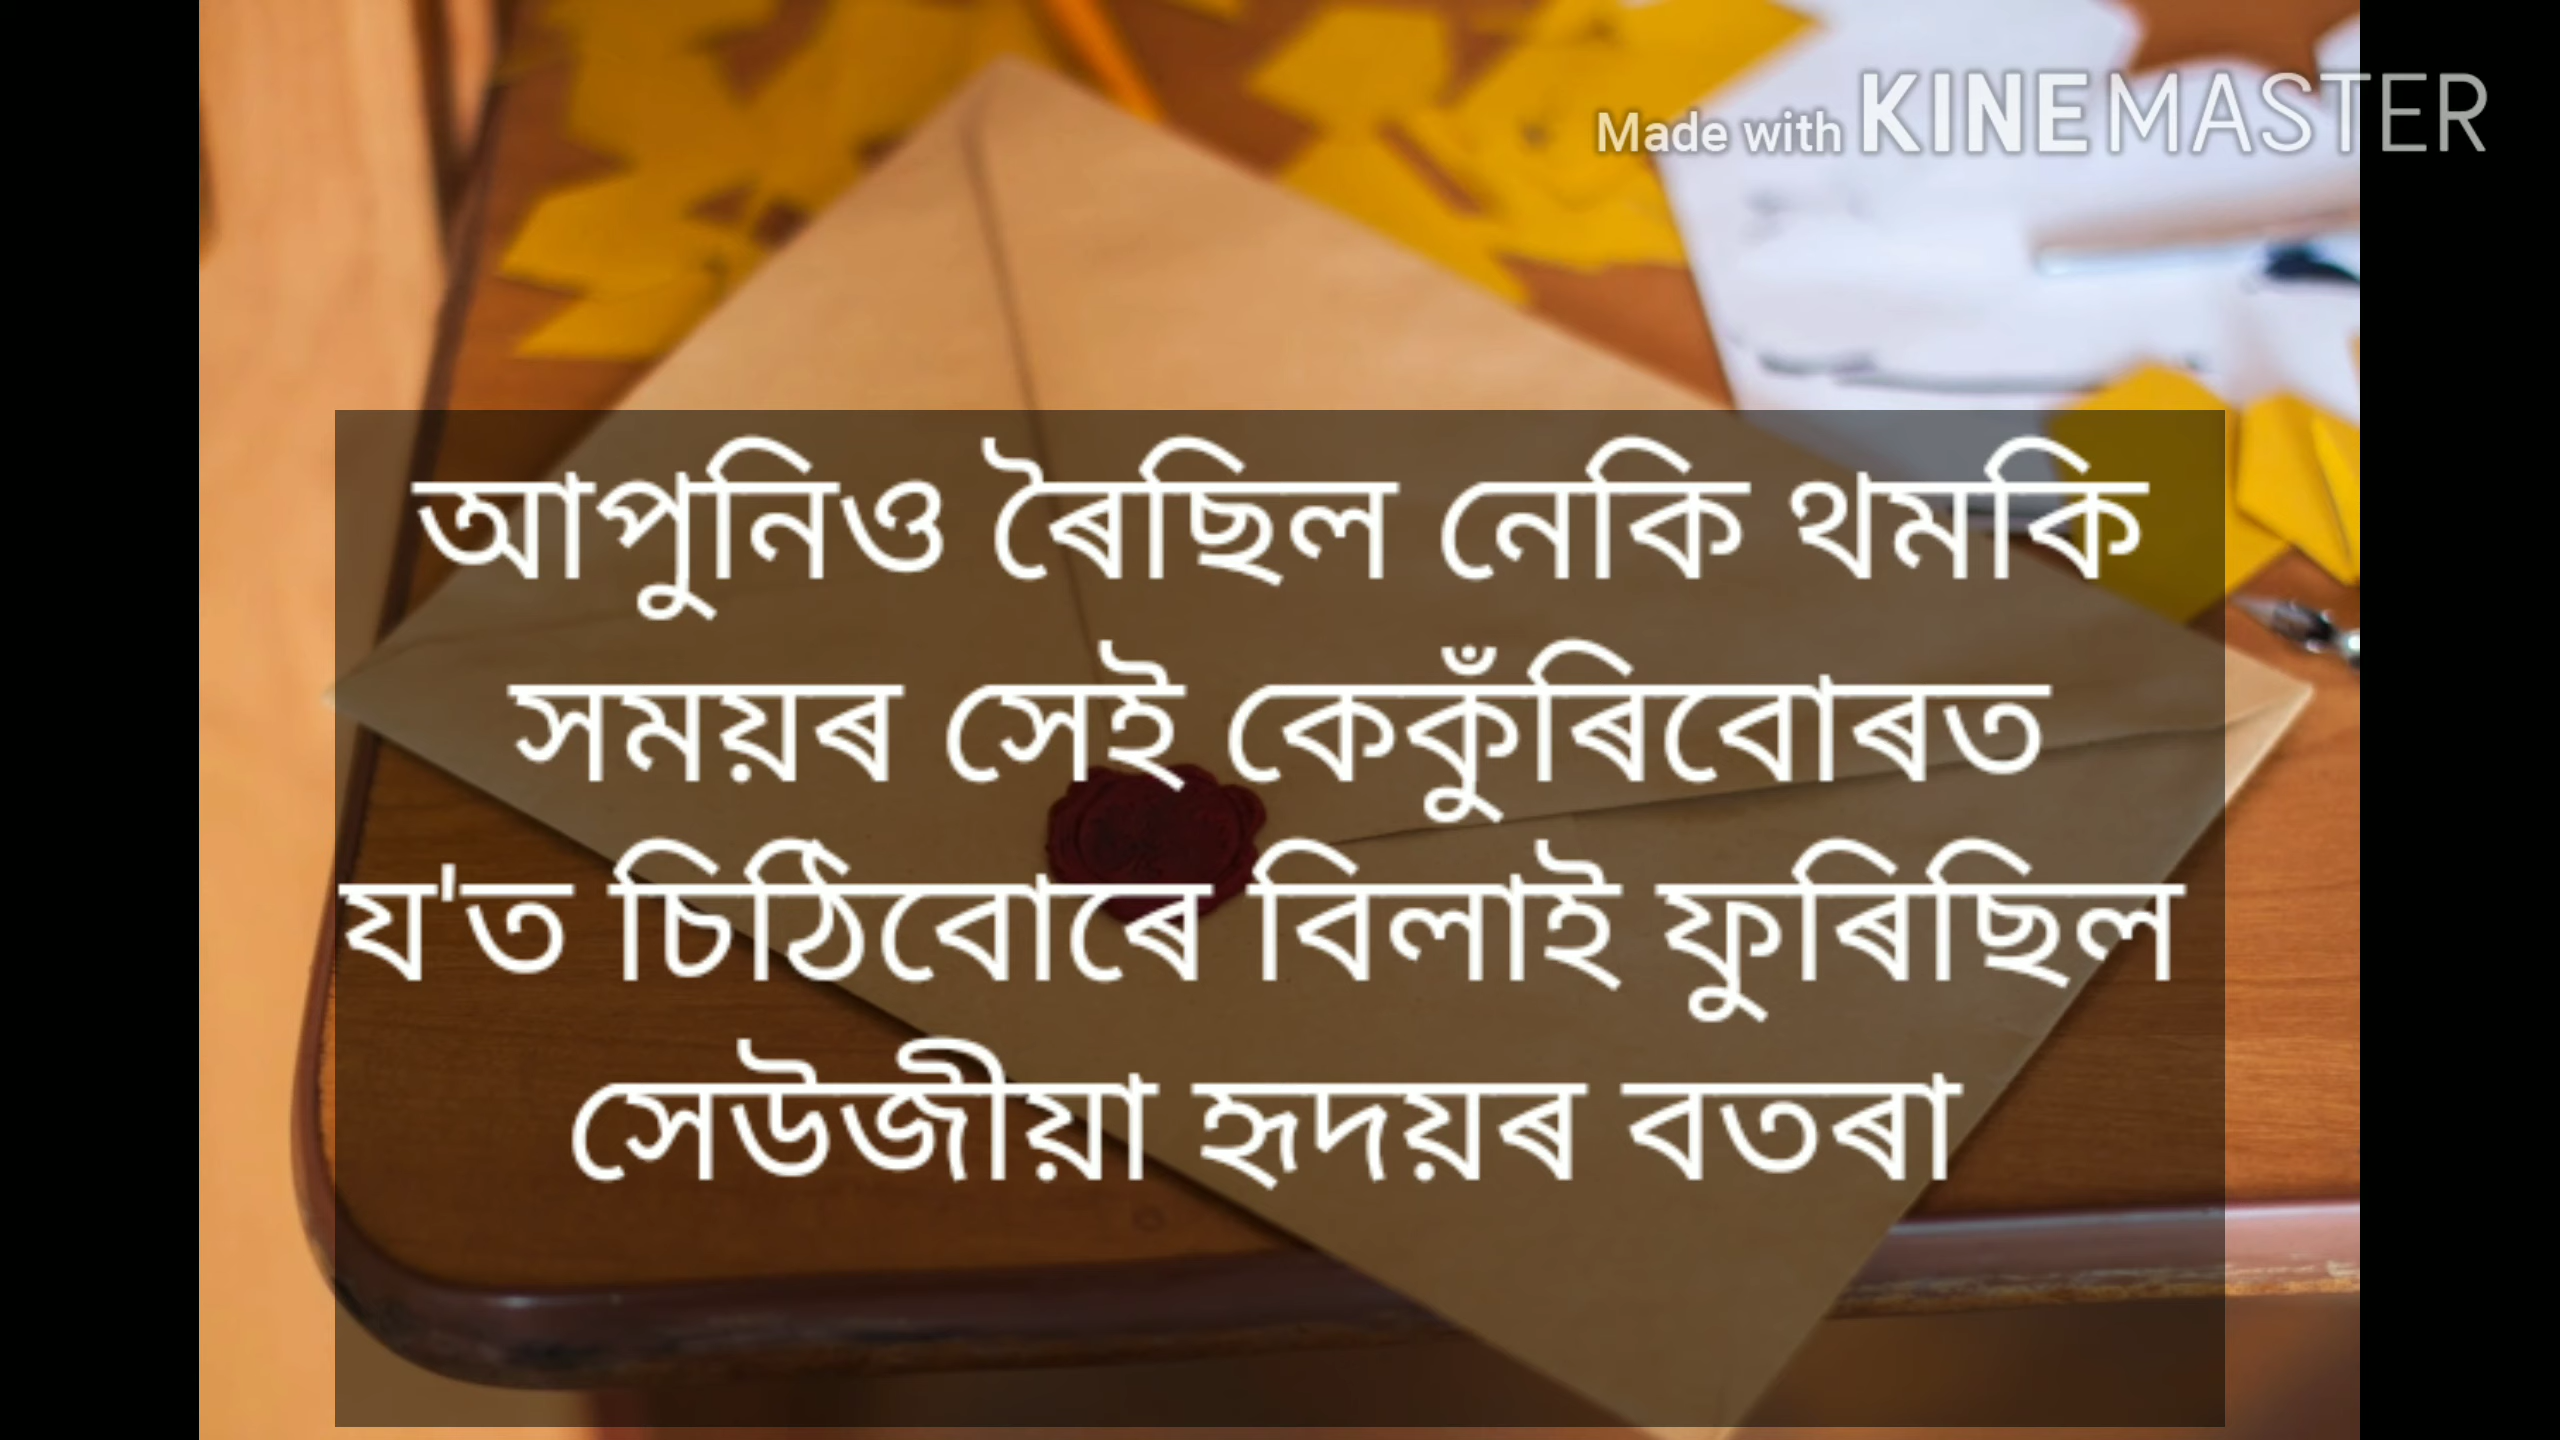 Made with KINEMASTER
আপুনিও ৰৈছিল নেকি থমকি
সময়ৰ সেই কেকুঁৰিবোৰত
য'ত চিঠিবোৰে বিলাই ফুৰিছিল
সেউজীয়া হৃদয়ৰ বতৰা